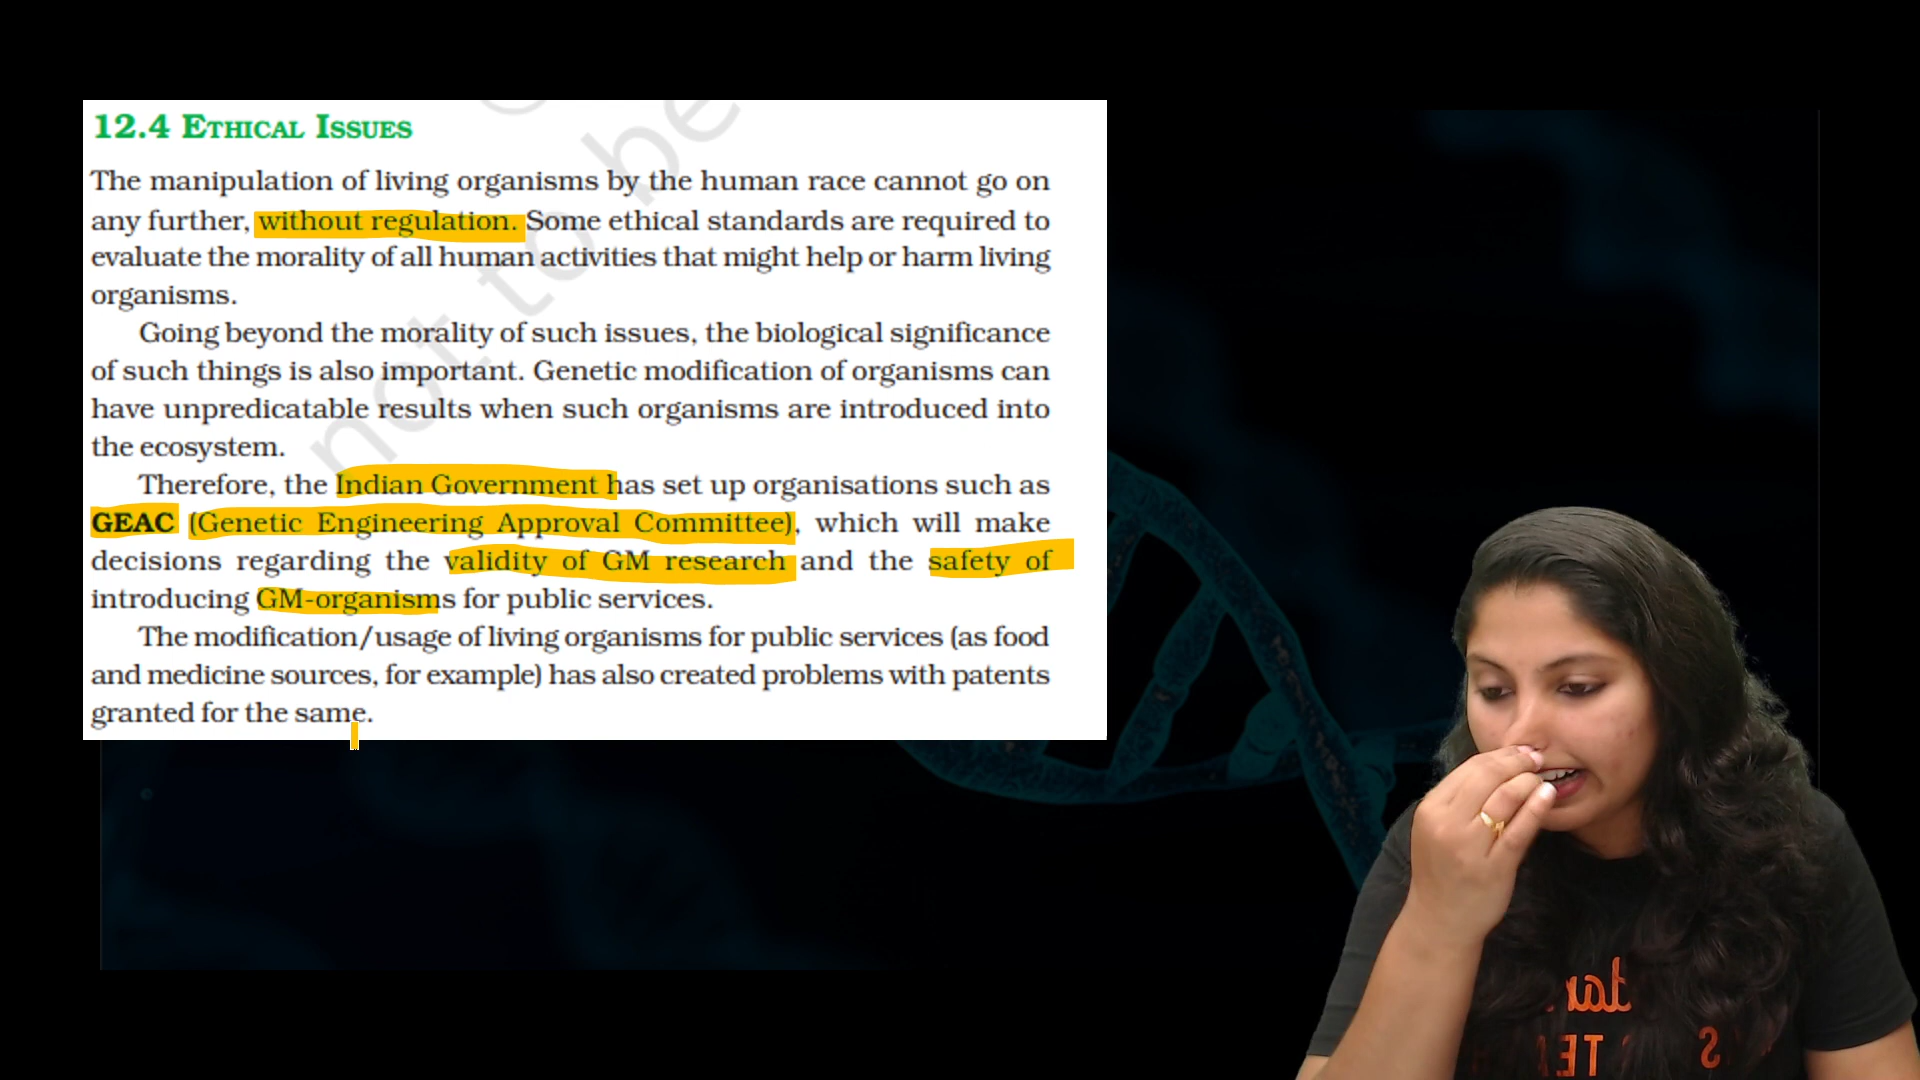 12.4 ETHICAL ISSUES
The manipulation of living organisms by the human race cannot go on
any further, without regulation. Some ethical standards are required to
evaluate the morality of all human activities that might help or harm living
organisms.
Going beyond the morality of such issues, the biological significance
of such things is also important. Genetic modification of organisms can
have unpredicatable results when such organisms are introduced into
the ecosystem.
Therefore, the Indian Government has set up organisations such as
GEAC (Genetic Engineering Approval Committee), which will make
decisions regarding the validity of GM research and the safety of
introducing GM-organisms for public services.
The modification/usage of living organisms for public services (as food
and medicine sources, for example) has also created problems with patents
granted for the same.
not to be